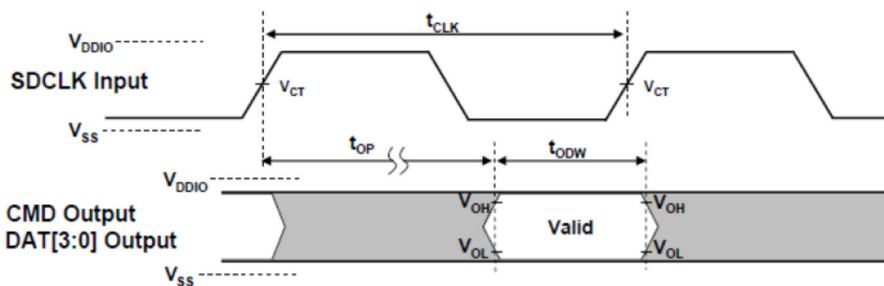 tCLK
VDDIO
SDCLK Input
VCT VCT
VSS
tOP tODW
VDDIO
CMD Output
DAT[3:0] Output
VOH VOH
Valid
VOL VOL
VSS